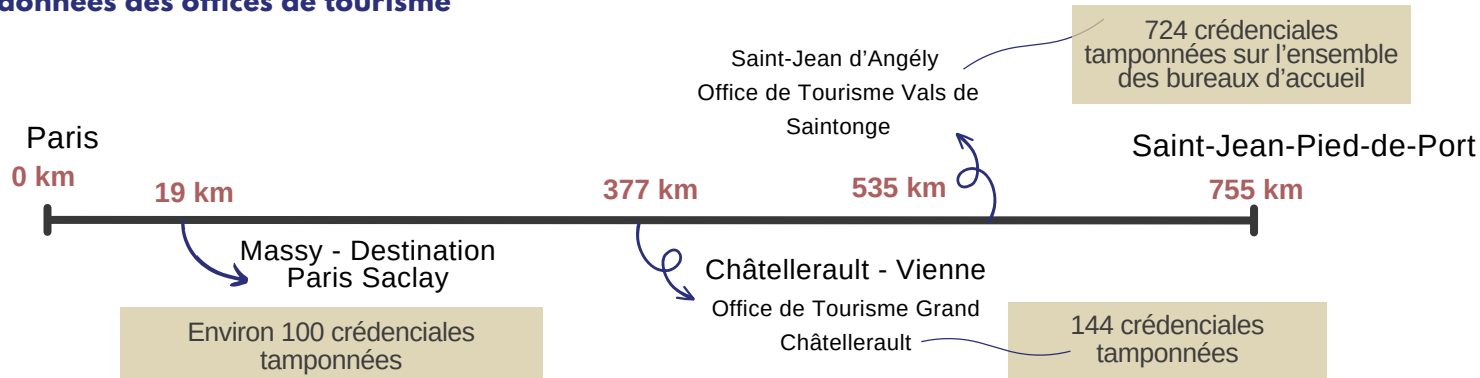 données des offices de tourisme
724 crédenciales
tamponnées sur l'ensemble
des bureaux d'accueil
Saint-Jean d'Angély
Office de Tourisme Vals de
Saintonge
Paris
0 km
19 km
377 km
535 km
Saint-Jean-Pied-de-Port
755 km
Massy - Destination
Paris Saclay
Environ 100 crédenciales
tamponnées
Châtellerault - Vienne
Office de Tourisme Grand
Châtellerault
144 crédenciales
tamponnées